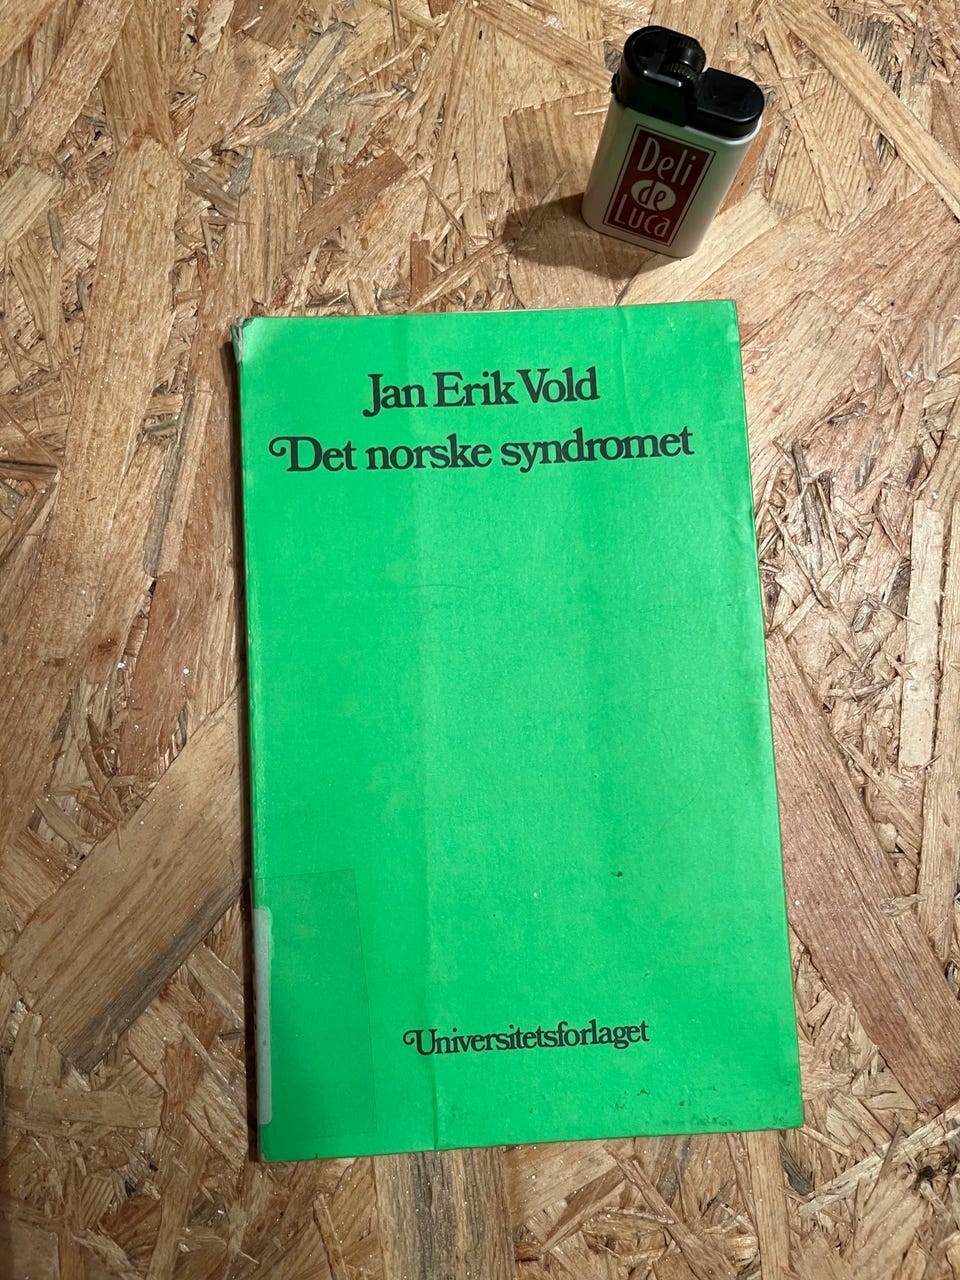 Deli
de
Luca
Jan Erik Vold
Det norske syndromet
Universitetsforlaget